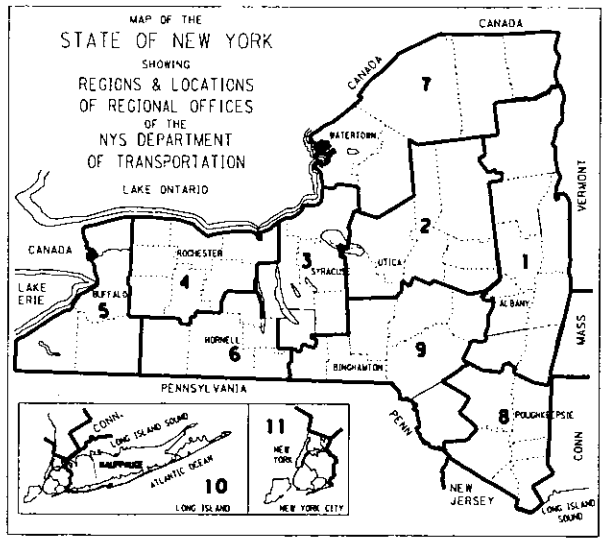 MAP OF THE
STATE OF NEW YORK
SHOWING
REGIONS & LOCATIONS
OF REGIONAL OFFICES
OF THE
NYS DEPARTMENT
OF TRANSPORTATION
LAKE ONTARIO
CANADA
CANADA
7
WATERTOWN
VERMONT
2
UTICA
1
ALBANY
MASS
CANADA
LAKE
ERIE
BUFFALO
5
ROCHESTER
4
3
SYRACUSE
HORNELL
6
BINGHAMTON
9
PENNSYLVANIA
PENN
8
POUGHKEEPSIE
CONN
NEW
JERSEY
LONG ISLAND
SOUND
CONN.
LONG ISLAND SOUND
HAUPPAUGE
ATLANTIC OCEAN
10
LONG ISLAND
11
NEW
YORK
NEW YORK CITY